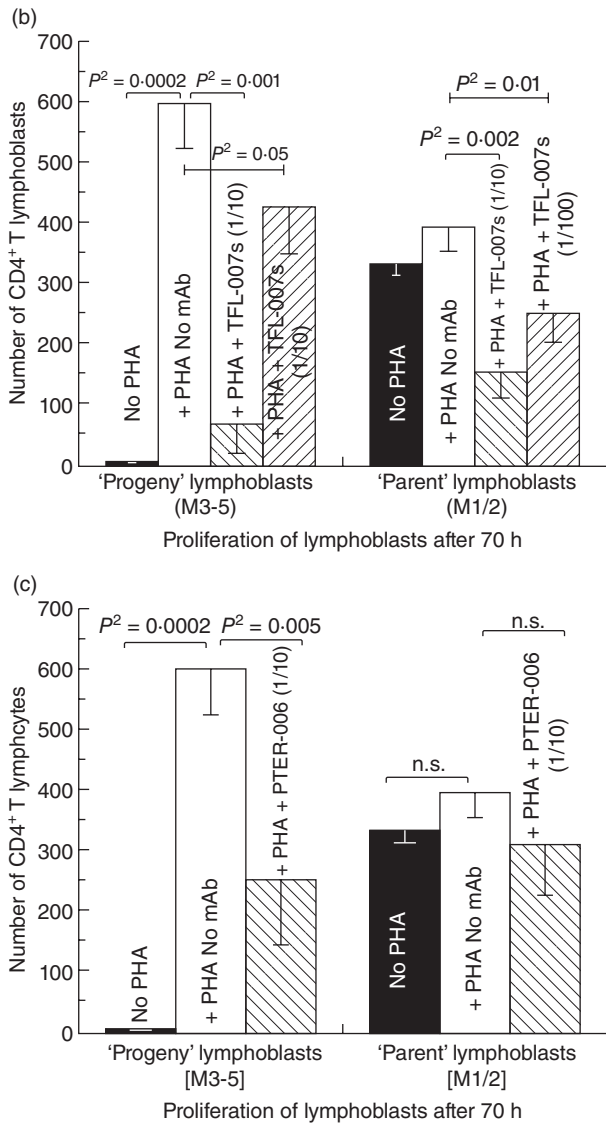 (b)
700
600
500
400
300
200
100
0
Number of CD4+ T lymphoblasts
P2 = 0·0002
P2 = 0·001
P2 = 0·05
No PHA
+ PHA No mAb
+ PHA + TFL-007s (1/10)
+ PHA + TFL-007s
(1/10)
P2 = 0·01
P2 = 0·002
No PHA
+ PHA No mAb
+ PHA + TFL-007s (1/10)
+ PHA + TFL-007s
(1/100)
'Progeny' lymphoblasts
(M3-5)
'Parent' lymphoblasts
(M1/2)
Proliferation of lymphoblasts after 70 h
(c)
700
600
500
400
300
200
100
0
Number of CD4+ T lymphcytes
P2 = 0·0002
P2 = 0·005
No PHA
+ PHA No mAb
+ PHA + PTER-006 (1/10)
n.s.
n.s.
No PHA
+ PHA No mAb
+ PHA + PTER-006
(1/10)
'Progeny' lymphoblasts
[M3-5]
'Parent' lymphoblasts
[M1/2]
Proliferation of lymphoblasts after 70 h